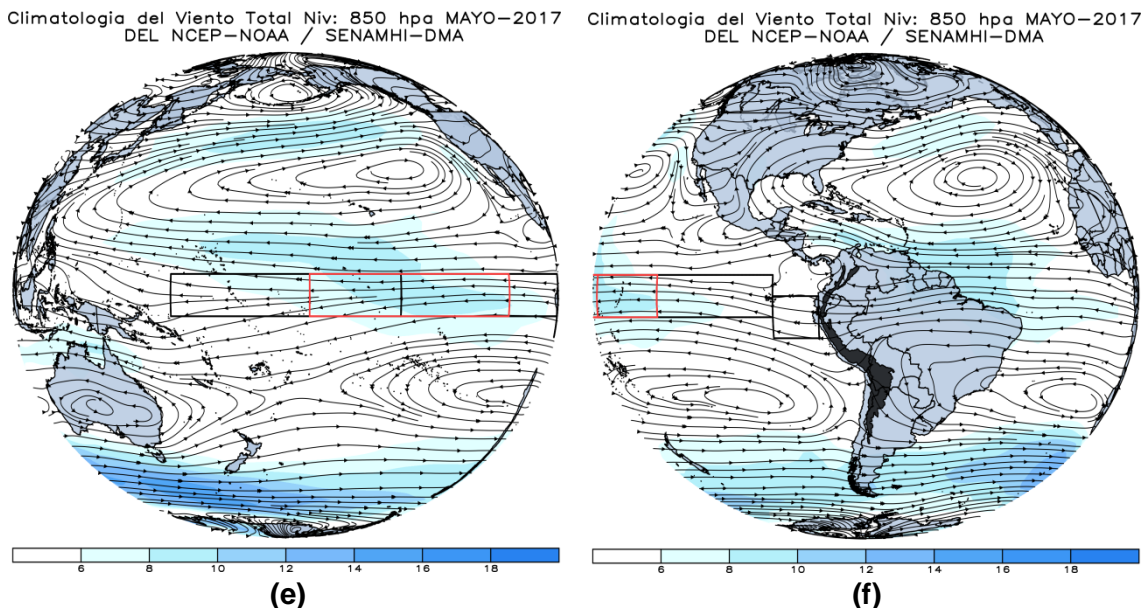 Climatologia del Viento Total Niv: 850 hpa MAYO-2017
DEL NCEP-NOAA / SENAMHI-DMA
6 8 10 12 14 16 18
(e)
Climatologia del Viento Total Niv: 850 hpa MAYO-2017
DEL NCEP-NOAA / SENAMHI-DMA
6 8 10 12 14 16 18
(f)